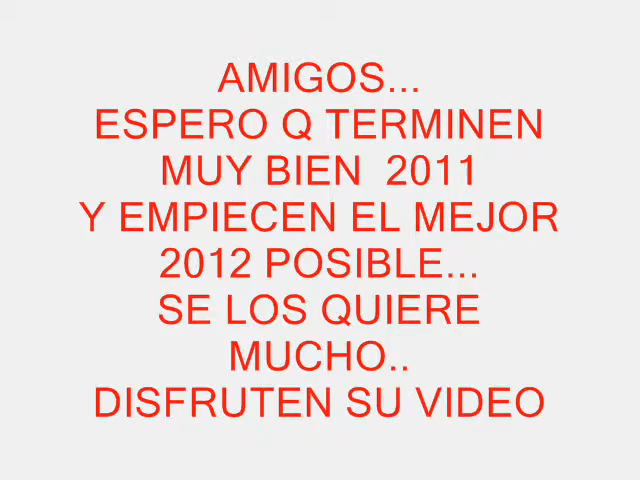 AMIGOS...
ESPERO Q TERMINEN
MUY BIEN  2011
Y EMPIECEN EL MEJOR
2012 POSIBLE...
SE LOS QUIERE
MUCHO..
DISFRUTEN SU VIDEO